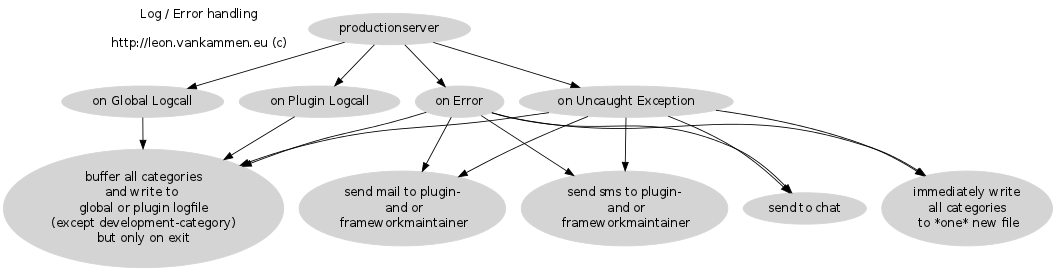 Log / Error handling
http://leon.vankammen.eu (c)
productionserver
on Global Logcall
on Plugin Logcall
on Error
on Uncaught Exception
buffer all categories
and write to
global or plugin logfile
(except development-category)
but only on exit
send mail to plugin-
and or
frameworkmaintainer
send sms to plugin-
and or
frameworkmaintainer
send to chat
immediately write
all categories
to *one* new file